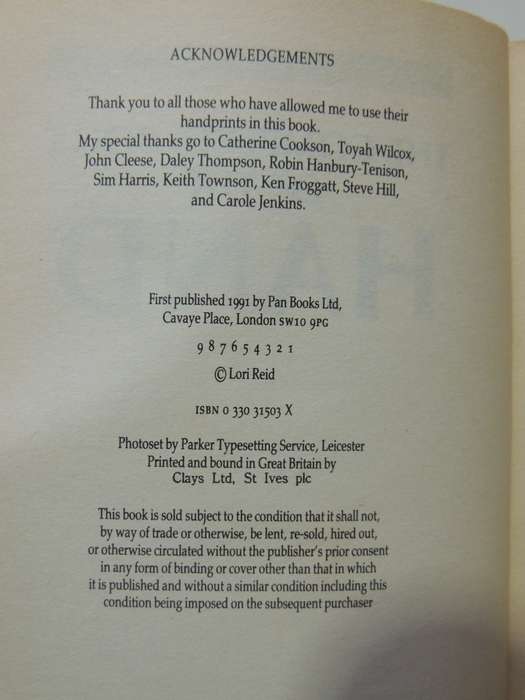 ACKNOWLEDGEMENTS
Thank you to all those who have allowed me to use their
handprints in this book.
My special thanks go to Catherine Cookson, Toyah Wilcox,
John Cleese, Daley Thompson, Robin Hanbury-Tenison,
Sim Harris, Keith Townson, Ken Froggatt, Steve Hill,
and Carole Jenkins.
First published 1991 by Pan Books Ltd,
Cavaye Place, London SW10 9PG
9 8 7 6 5 4 3 2 1
© Lori Reid
ISBN 0 330 31503 X
Photoset by Parker Typesetting Service, Leicester
Printed and bound in Great Britain by
Clays Ltd, St Ives plc
This book is sold subject to the condition that it shall not,
by way of trade or otherwise, be lent, re-sold, hired out,
or otherwise circulated without the publisher's prior consent
in any form of binding or cover other than that in which
it is published and without a similar condition including this
condition being imposed on the subsequent purchaser